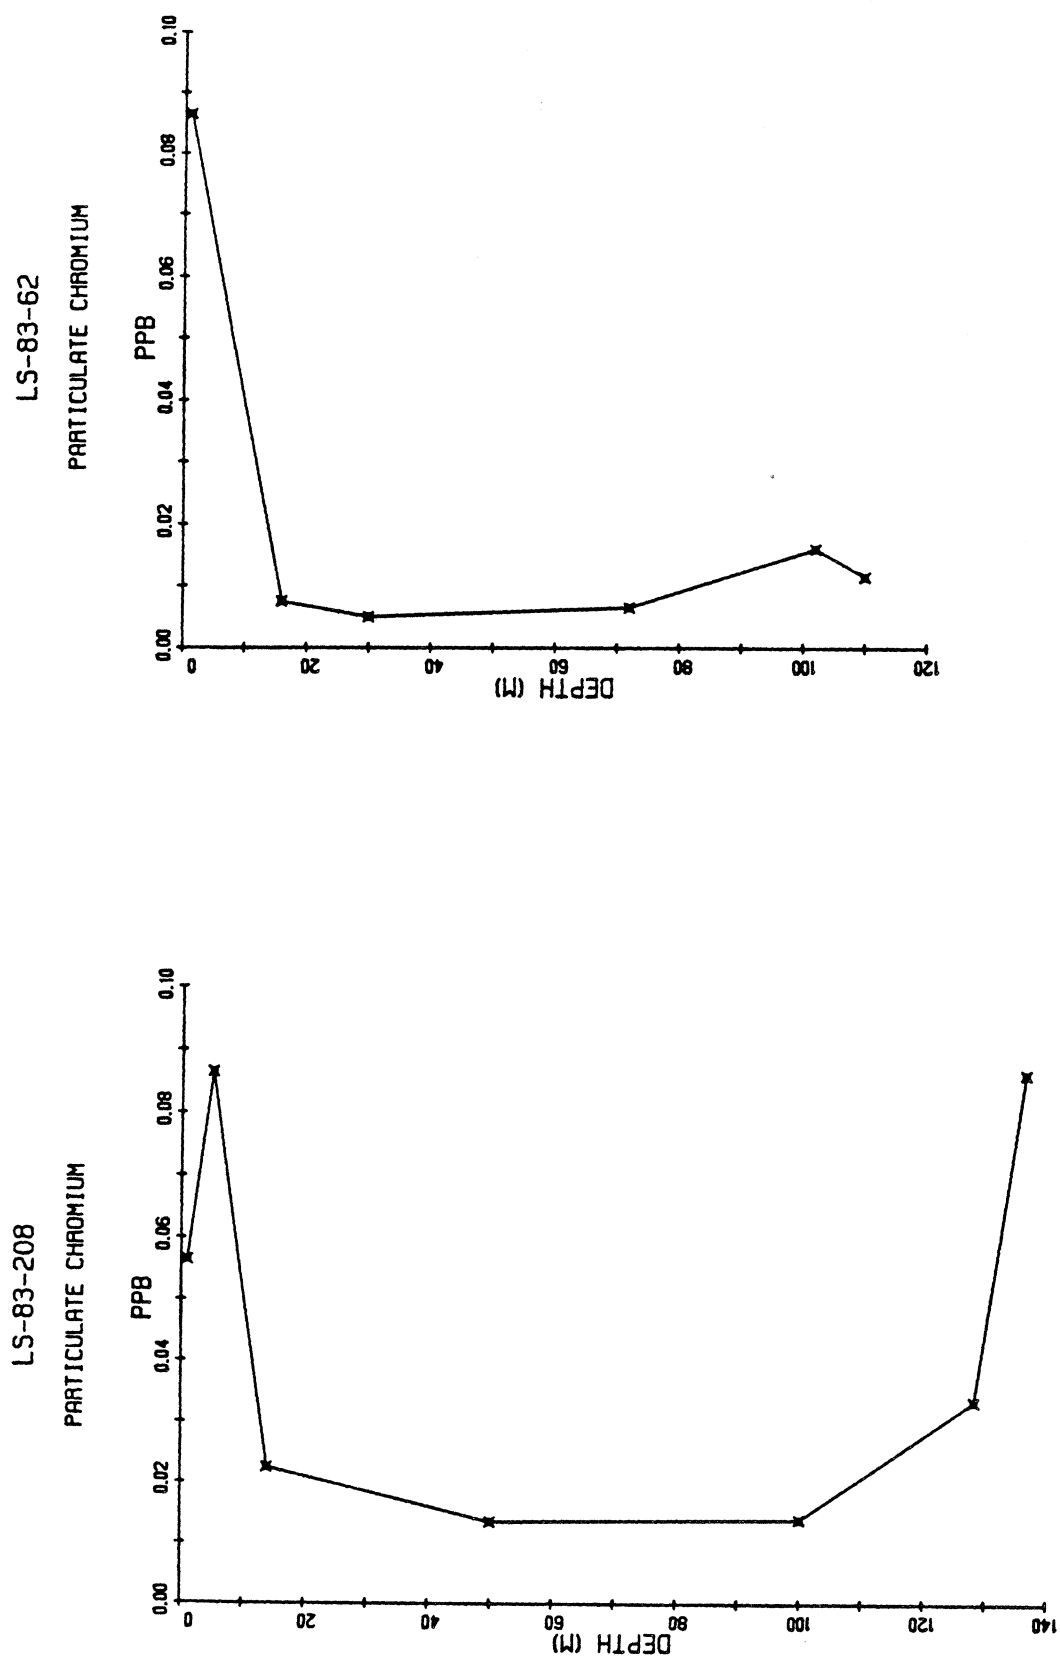 LS-83-62
PARTICULATE CHROMIUM
PPB
0.00 0.02 0.04 0.06 0.08 0.10
0 20 40 60 80 100 120
DEPTH (M)
LS-83-208
PARTICULATE CHROMIUM
PPB
0.00 0.02 0.04 0.06 0.08 0.10
0 20 40 60 80 100 120 140
DEPTH (M)